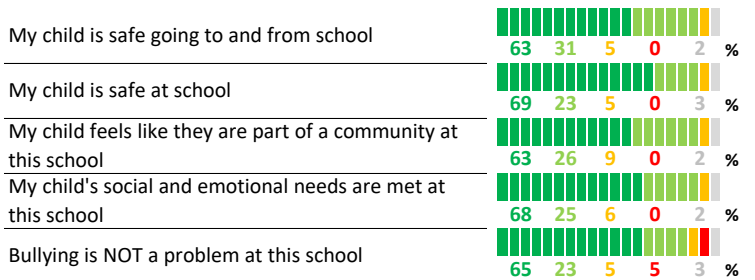 My child is safe going to and from school
63 31 5 0 2 %
My child is safe at school
69 23 5 0 3 %
My child feels like they are part of a community at
this school
63 26 9 0 2 %
My child's social and emotional needs are met at
this school
68 25 6 0 2 %
Bullying is NOT a problem at this school
65 23 5 5 3 %